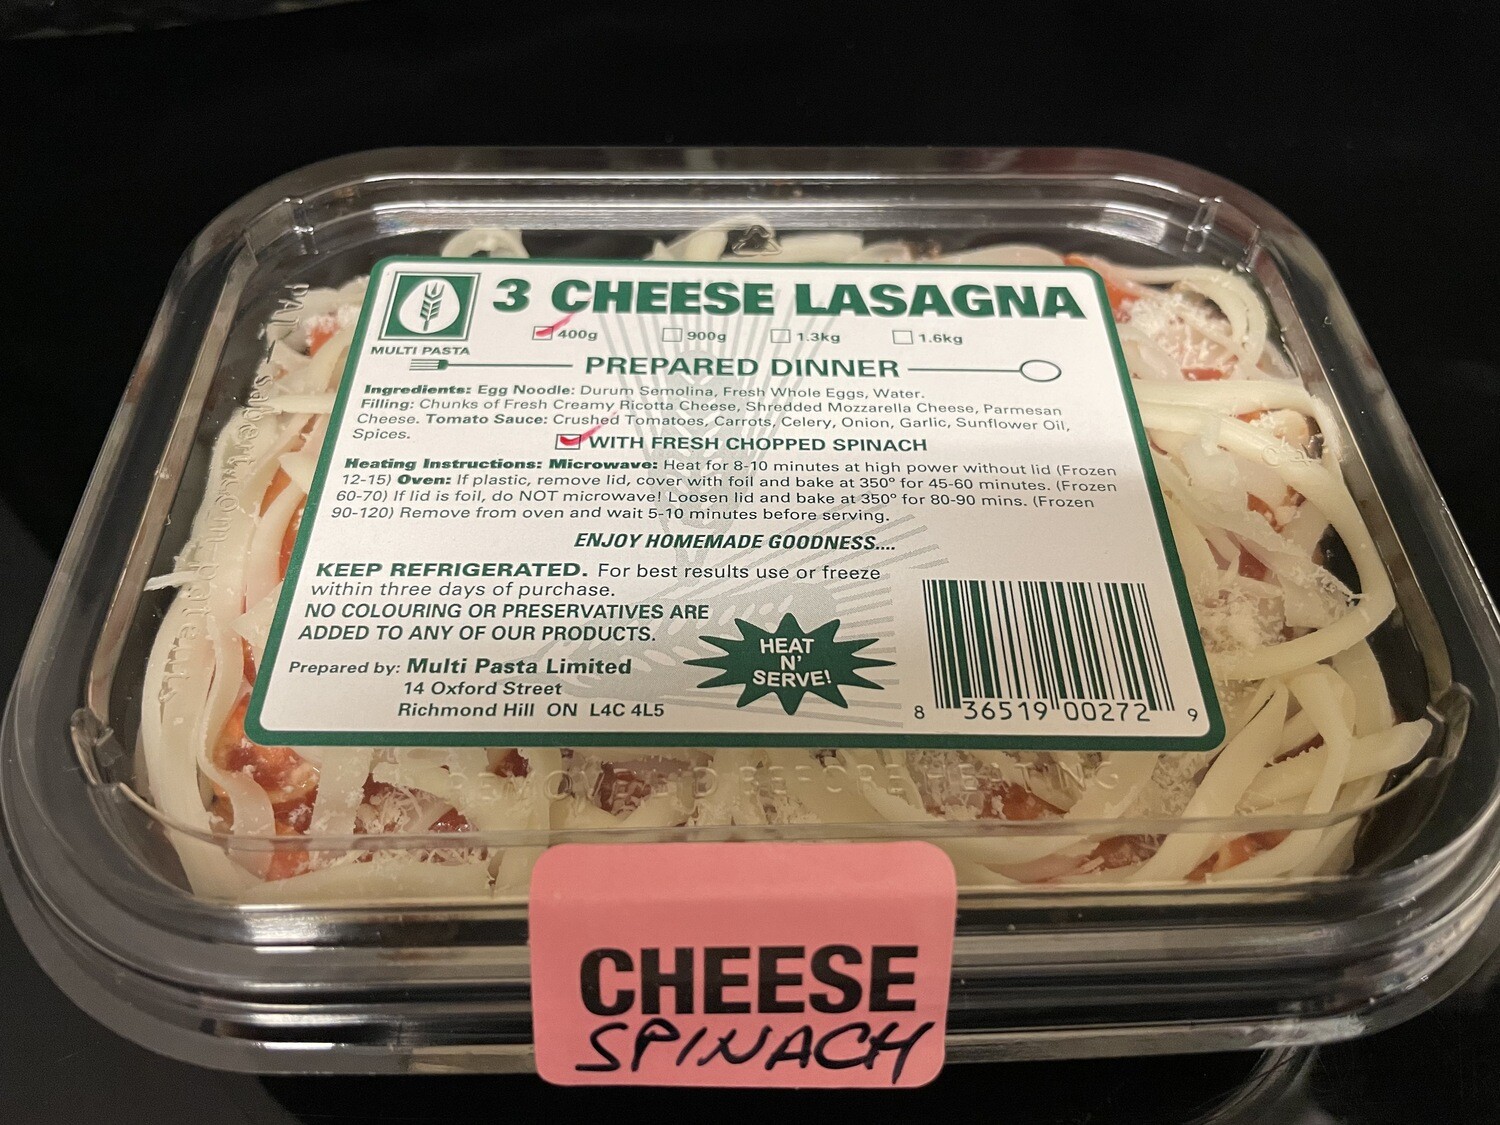 3 CHEESE LASAGNA
MULTI PASTA
400g 900g 1.3kg 1.6kg
PREPARED DINNER
Ingredients: Egg Noodle: Durum Semolina, Fresh Whole Eggs, Water.
Filling: Chunks of Fresh Creamy Ricotta Cheese, Shredded Mozzarella Cheese, Parmesan
Cheese. Tomato Sauce: Crushed Tomatoes, Carrots, Celery, Onion, Garlic, Sunflower Oil,
Spices.
WITH FRESH CHOPPED SPINACH
Heating Instructions: Microwave: Heat for 8-10 minutes at high power without lid (Frozen
12-15) Oven: If plastic, remove lid, cover with foil and bake at 350º for 45-60 minutes. (Frozen
60-70) If lid is foil, do NOT microwave! Loosen lid and bake at 350º for 80-90 mins. (Frozen
90-120) Remove from oven and wait 5-10 minutes before serving.
ENJOY HOMEMADE GOODNESS....
KEEP REFRIGERATED. For best results use or freeze
within three days of purchase.
NO COLOURING OR PRESERVATIVES ARE
ADDED TO ANY OF OUR PRODUCTS.
Prepared by: Multi Pasta Limited
14 Oxford Street
Richmond Hill ON L4C 4L5
HEAT
N'
SERVE!
8 36519 00272 9
REMOVE LID BEFORE HEATING
CHEESE
SPINACH